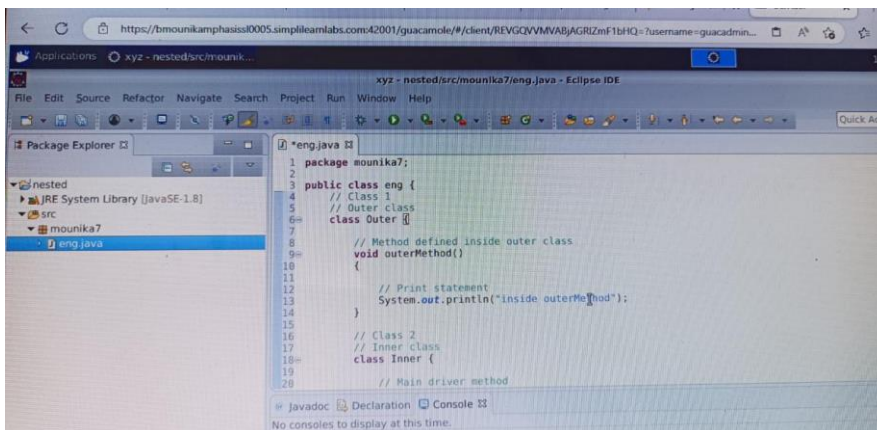 https://bmounikamphasissl0005.simplilearnlabs.com:42001/guacamole/#/client/REVGQVVMVABjAGRlZmF1bHQ=?username=guacadmin...
Applications xyz - nested/src/mounik...
xyz - nested/src/mounika7/eng.java - Eclipse IDE
File Edit Source Refactor Navigate Search Project Run Window Help
Quick Ac
Package Explorer
*eng.java
nested
JRE System Library [JavaSE-1.8]
src
mounika7
eng.java
1 package mounika7;
2
3 public class eng {
4 // Class 1
5 // Outer class
6 class Outer {
7
8 // Method defined inside outer class
9 void outerMethod()
10 {
11
12 // Print statement
13 System.out.println("inside outerMethod");
14 }
15
16 // Class 2
17 // Inner class
18 class Inner {
19
20 // Main driver method
Javadoc Declaration Console
No consoles to display at this time.